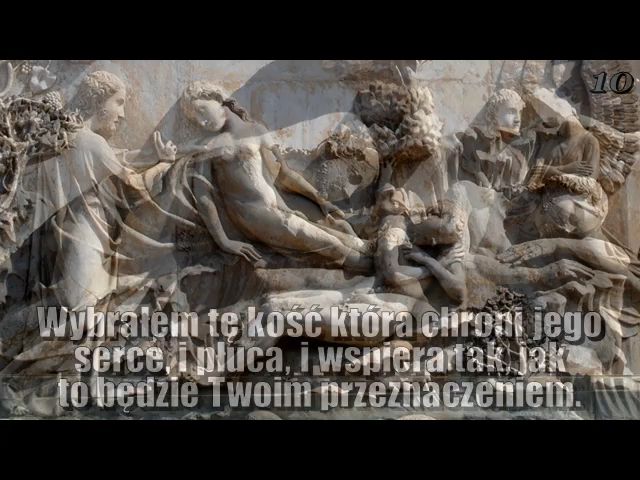 10
Wybrałem tę kość która chroni jego
serce, i płuca, i wspiera tak, jak
to będzie Twoim przeznaczeniem.